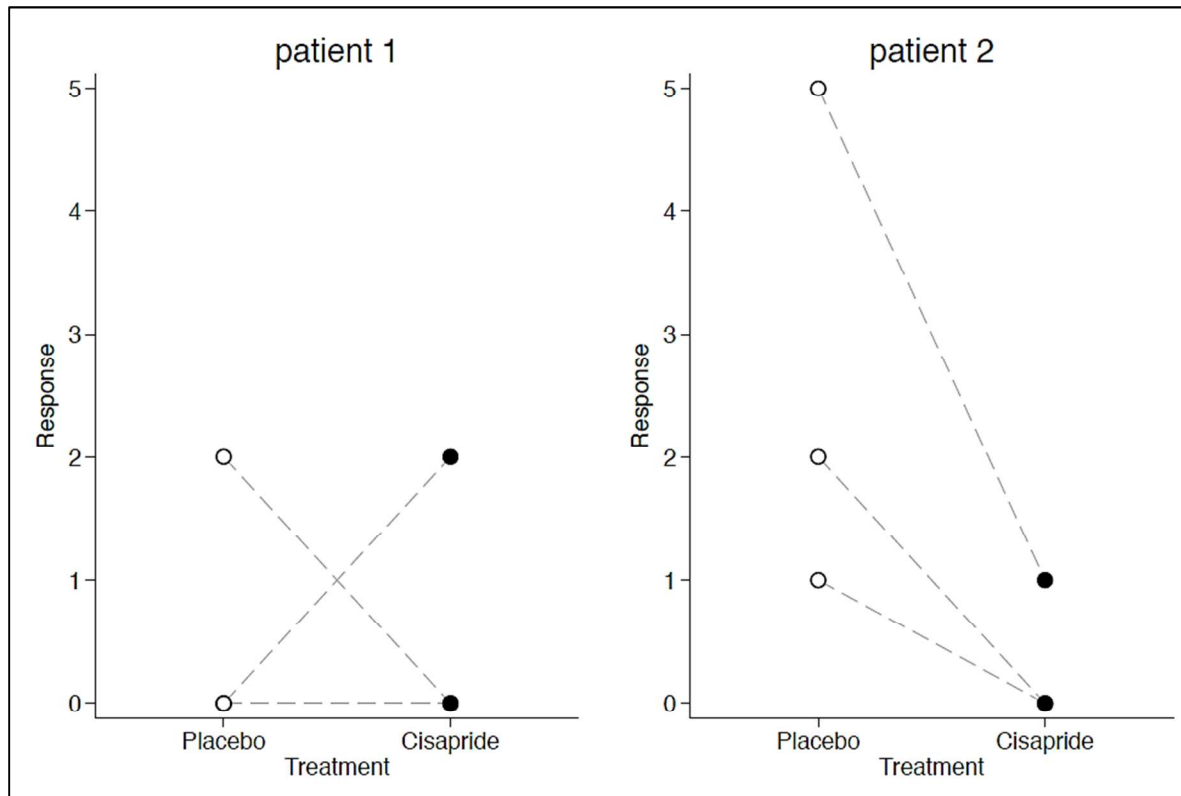 patient 1
5
4
3
2
1
0
Response
Placebo Cisapride
Treatment
patient 2
5
4
3
2
1
0
Response
Placebo Cisapride
Treatment